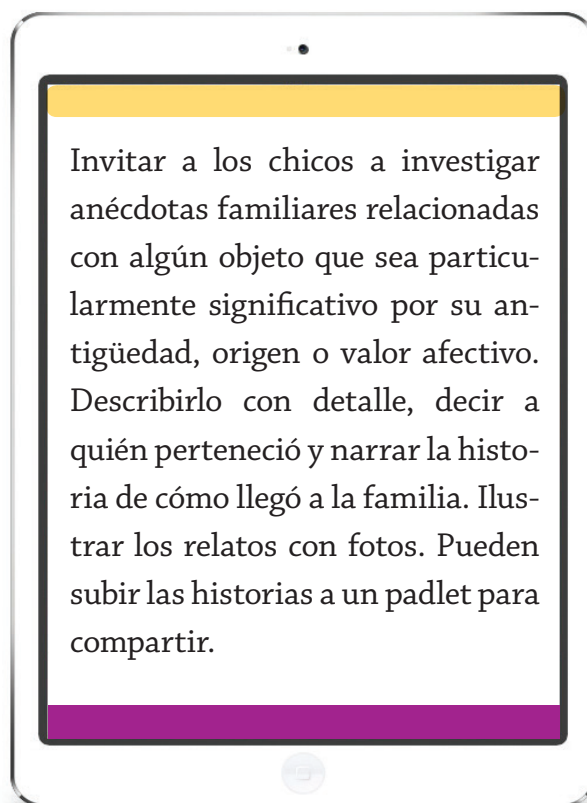 Invitar a los chicos a investigar
anécdotas familiares relacionadas
con algún objeto que sea particu-
larmente significativo por su an-
tigüedad, origen o valor afectivo.
Describirlo con detalle, decir a
quién perteneció y narrar la histo-
ria de cómo llegó a la familia. Ilus-
trar los relatos con fotos. Pueden
subir las historias a un padlet para
compartir.